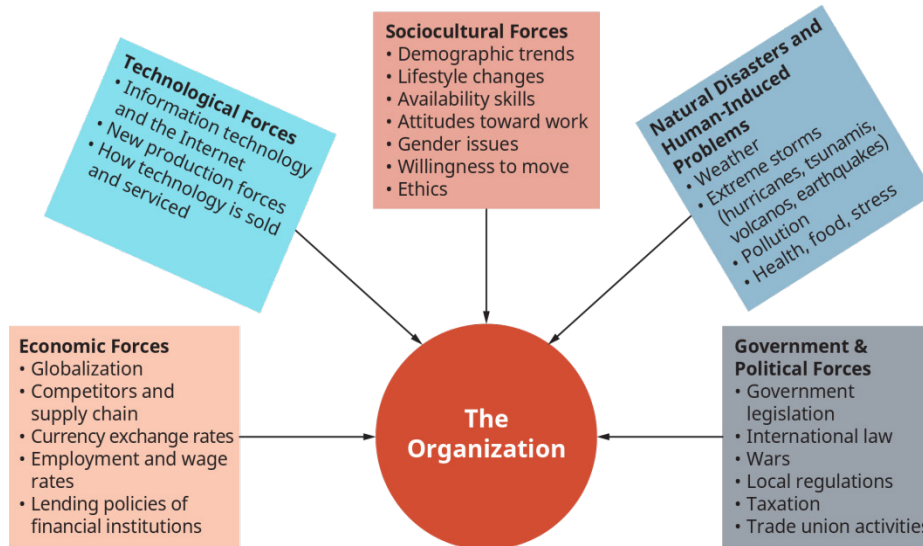 Technological Forces
• Information technology
and the Internet
• New production forces
• How technology is sold
and serviced
Sociocultural Forces
• Demographic trends
• Lifestyle changes
• Availability skills
• Attitudes toward work
• Gender issues
• Willingness to move
• Ethics
Natural Disasters and
Human-Induced
Problems
• Weather
• Extreme storms
(hurricanes, tsunamis,
volcanos, earthquakes)
• Pollution
• Health, food, stress
Economic Forces
• Globalization
• Competitors and
supply chain
• Currency exchange rates
• Employment and wage
rates
• Lending policies of
financial institutions
The
Organization
Government &
Political Forces
• Government
legislation
• International law
• Wars
• Local regulations
• Taxation
• Trade union activities